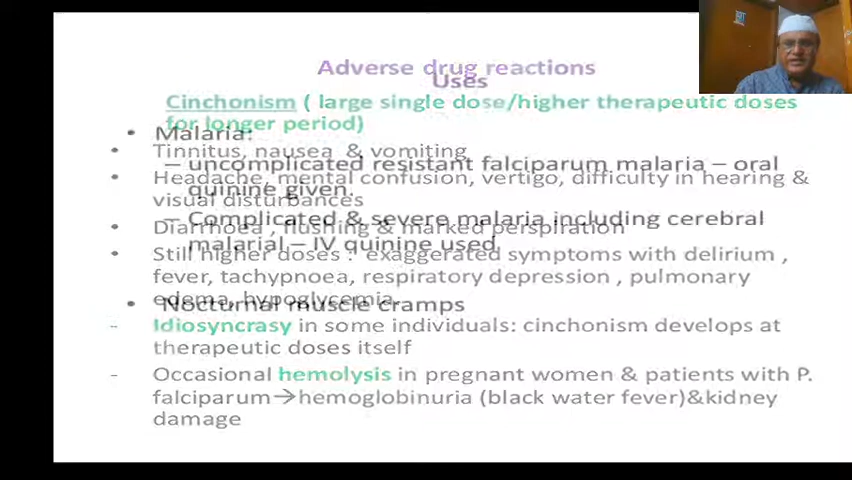 Adverse drug reactions
Uses
Cinchonism ( large single dose/higher therapeutic doses
for longer period)
• Malaria:
• Tinnitus, nausea & vomiting
– uncomplicated resistant falciparum malaria – oral
• Headache, mental confusion, vertigo, difficulty in hearing &
quinine given.
visual disturbances
– Complicated & severe malaria including cerebral
• Diarrhoea , flushing & marked perspiration
malarial – IV quinine used
• Still higher doses : exaggerated symptoms with delirium ,
fever, tachypnoea, respiratory depression , pulmonary
edema, hypoglycemia.
• Nocturnal muscle cramps
- Idiosyncrasy in some individuals: cinchonism develops at
therapeutic doses itself
- Occasional hemolysis in pregnant women & patients with P.
falciparum→hemoglobinuria (black water fever)&kidney
damage